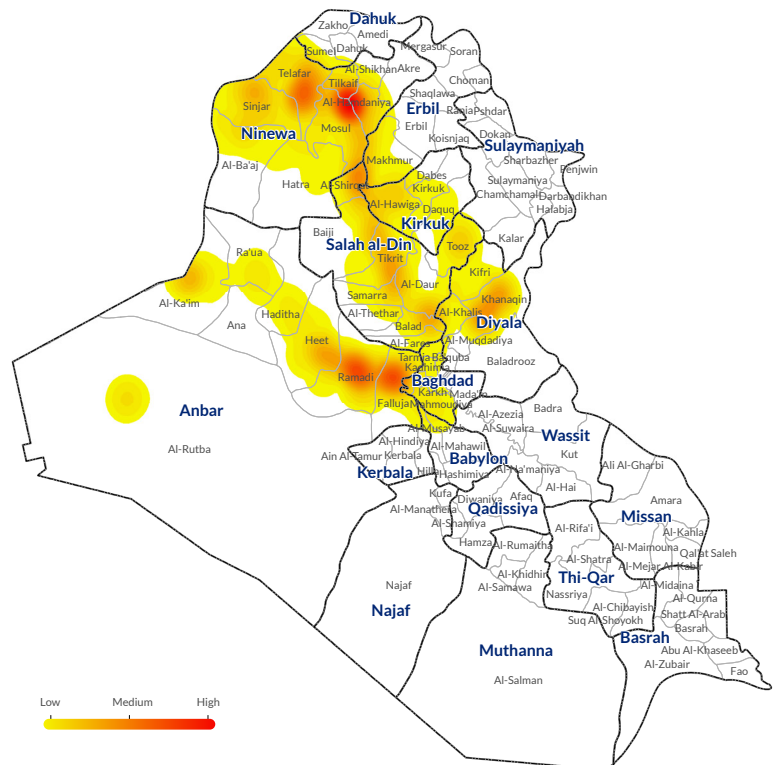 Dahuk
Zakho
Amedi
Sumel
Dahuk
Mergasur
Soran
Al-Shikhan
Akre
Telafar
Tilkaif
Choman
Shaqlawa
Sinjar
Al-Hamdaniya
Erbil
Rania
Pshdar
Mosul
Erbil
Ninewa
Koisnjaq
Dokan
Sulaymaniyah
Sharbazher
Makhmur
Penjwin
Al-Ba'aj
Dabes
Hatra
Al-Shirqat
Kirkuk
Sulaymaniya
Chamchamal
Darbandikhan
Al-Hawiga
Daquq
Halabja
Kirkuk
Baiji
Salah al-Din
Tooz
Kalar
Ra'ua
Tikrit
Kifri
Al-Daur
Samarra
Al-Ka'im
Khanaqin
Haditha
Al-Thethar
Al-Khalis
Ana
Balad
Diyala
Heet
Al-Fares
Al-Muqdadiya
Tarmia
Ba'quba
Baladrooz
Kadhimia
Ramadi
Baghdad
Karkh
Mada'in
Falluja
Mahmoudiya
Anbar
Al-Azezia
Badra
Al-Musayab
Al-Suwaira
Wassit
Al-Rutba
Al-Hindiya
Al-Mahawil
Ain Al-Tamur
Kerbala
Babylon
Kut
Kerbala
Hilla
Hashimiya
Al-Na'maniya
Ali Al-Gharbi
Al-Hai
Kufa
Diwaniya
Afaq
Al-Manathera
Qadissiya
Amara
Al-Shamiya
Missan
Al-Rifa'i
Al-Kahla
Hamza
Al-Rumaitha
Al-Maimouna
Qal'at Saleh
Al-Shatra
Al-Mejar Al-Kabir
Al-Khidhir
Thi-Qar
Najaf
Al-Samawa
Al-Midaina
Nassriya
Al-Qurna
Najaf
Al-Chibayish
Shatt Al-Arab
Suq Al-Shoyokh
Basrah
Basrah
Muthanna
Abu Al-Khaseeb
Al-Zubair
Fao
Al-Salman
Low
Medium
High